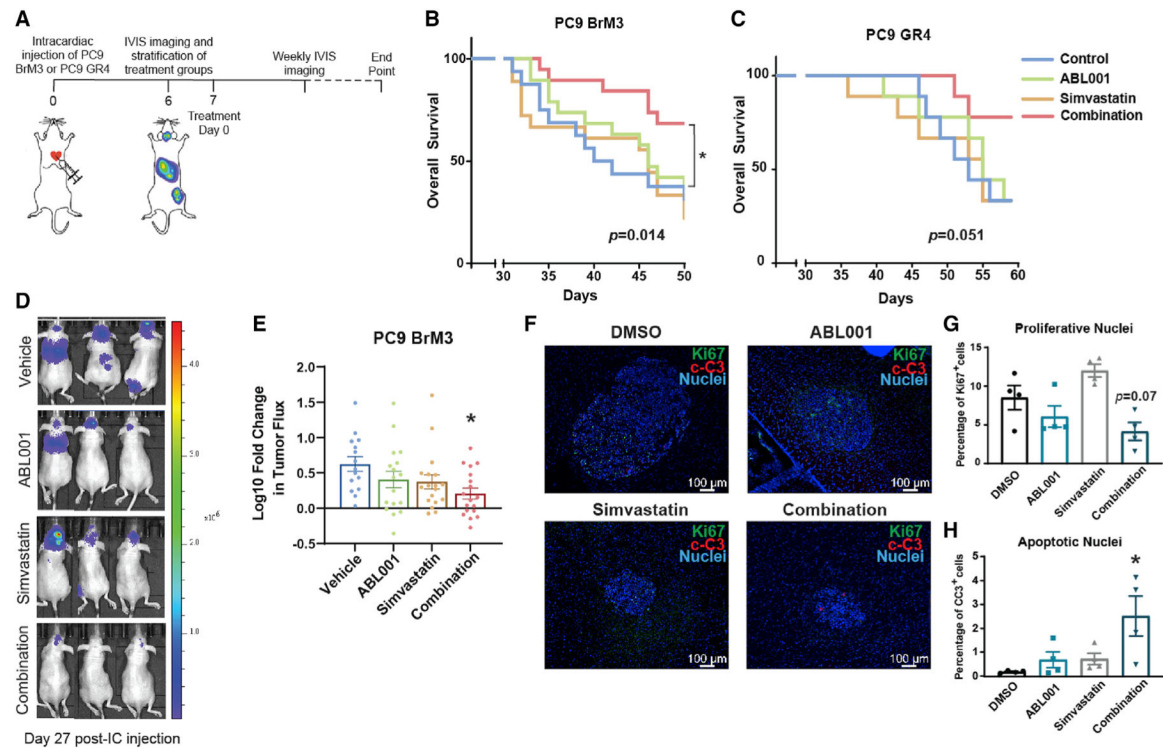 A
Intracardiac
injection of PC9
BrM3 or PC9 GR4
IVIS imaging and
stratification of
treatment groups
Weekly IVIS
imaging
End
Point
0
6
7
Treatment
Day 0
B
PC9 BrM3
Overall Survival
100
50
0
p=0.014
*
30
35
40
45
50
Days
C
PC9 GR4
Overall Survival
100
50
0
p=0.051
30
35
40
45
50
55
60
Days
Control
ABL001
Simvastatin
Combination
D
Vehicle
ABL001
Simvastatin
Combination
4.0
3.0
2.0
x10⁶
1.0
Day 27 post-IC injection
E
PC9 BrM3
Log10 Fold Change
in Tumor Flux
2.0
1.5
1.0
0.5
0.0
-0.5
*
Vehicle
ABL001
Simvastatin
Combination
F
DMSO
Ki67
c-C3
Nuclei
100 µm
ABL001
Ki67
c-C3
Nuclei
100 µm
Simvastatin
Ki67
c-C3
Nuclei
100 µm
Combination
Ki67
c-C3
Nuclei
100 µm
G
Proliferative Nuclei
Percentage of Ki67⁺cells
15
10
5
0
p=0.07
DMSO
ABL001
Simvastatin
Combination
H
Apoptotic Nuclei
Percentage of CC3⁺cells
5
4
3
2
1
0
*
DMSO
ABL001
Simvastatin
Combination